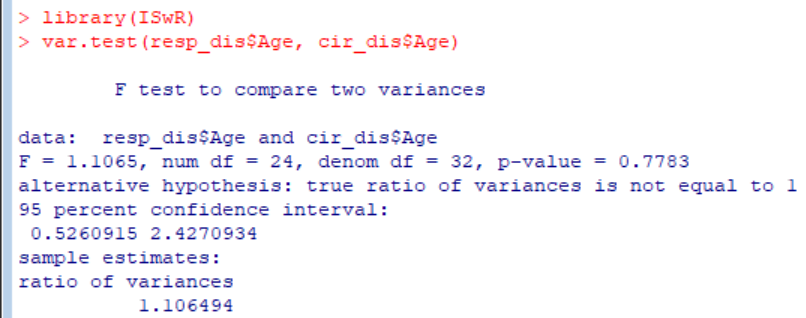 > library(ISwR)
> var.test(resp_dis$Age, cir_dis$Age)
F test to compare two variances
data:  resp_dis$Age and cir_dis$Age
F = 1.1065, num df = 24, denom df = 32, p-value = 0.7783
alternative hypothesis: true ratio of variances is not equal to 1
95 percent confidence interval:
0.5260915 2.4270934
sample estimates:
ratio of variances
1.106494